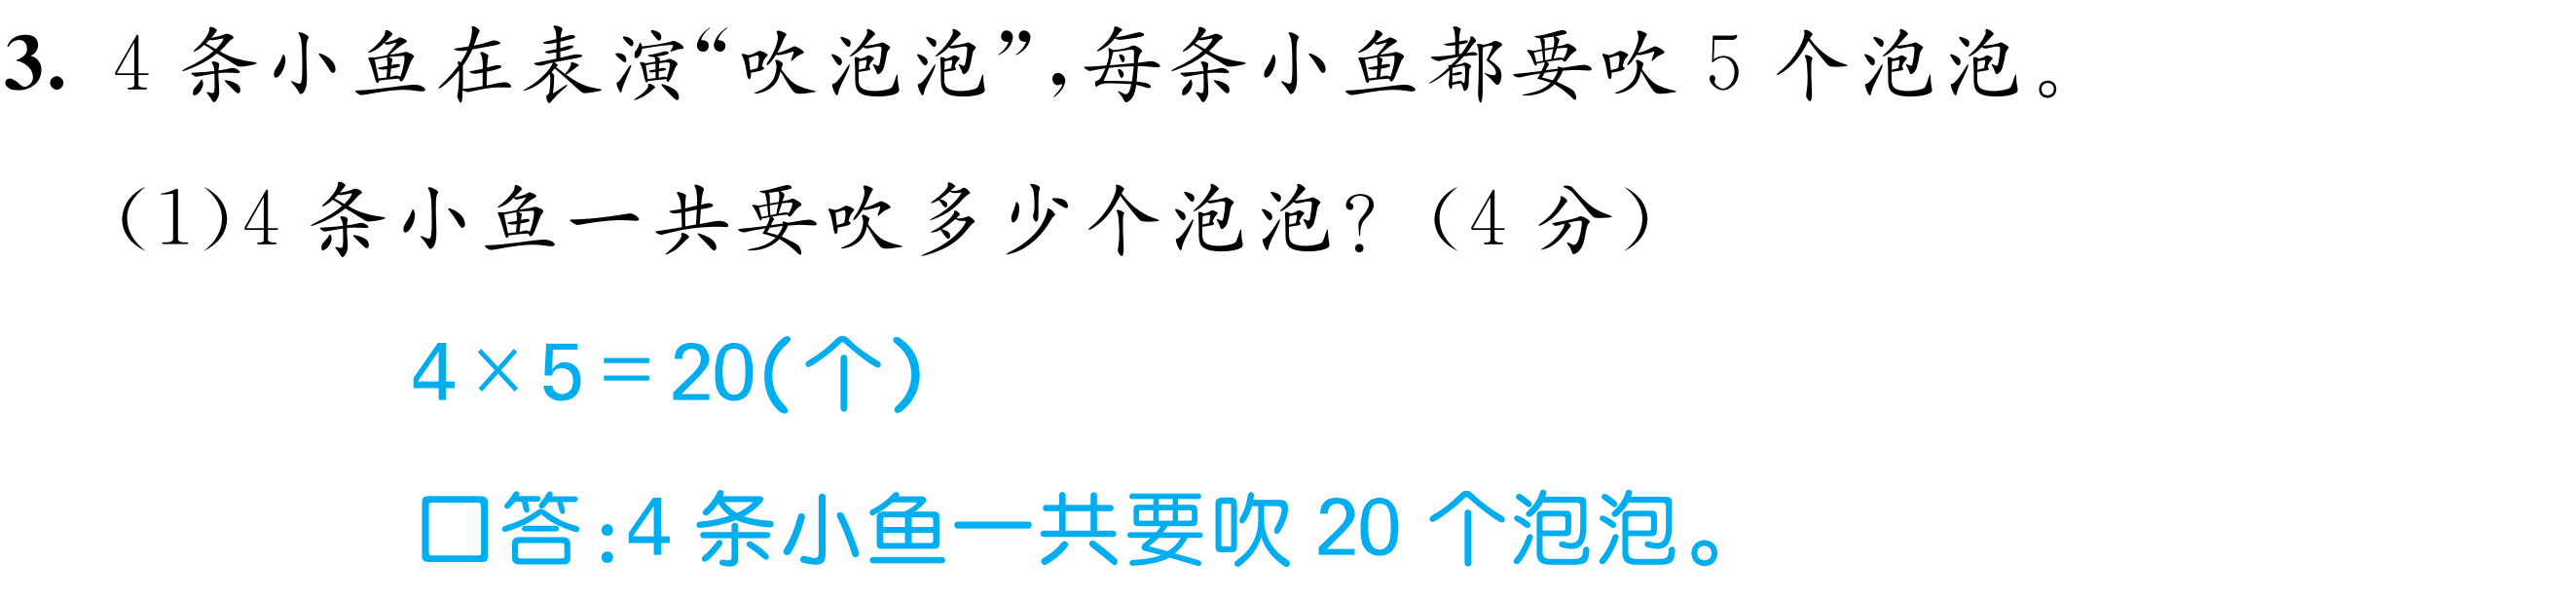 3. 4 条小鱼在表演“吹泡泡”,每条小鱼都要吹 5 个泡泡。
(1)4 条小鱼一共要吹多少个泡泡? (4 分)
4×5=20(个)
口答:4 条小鱼一共要吹 20 个泡泡。